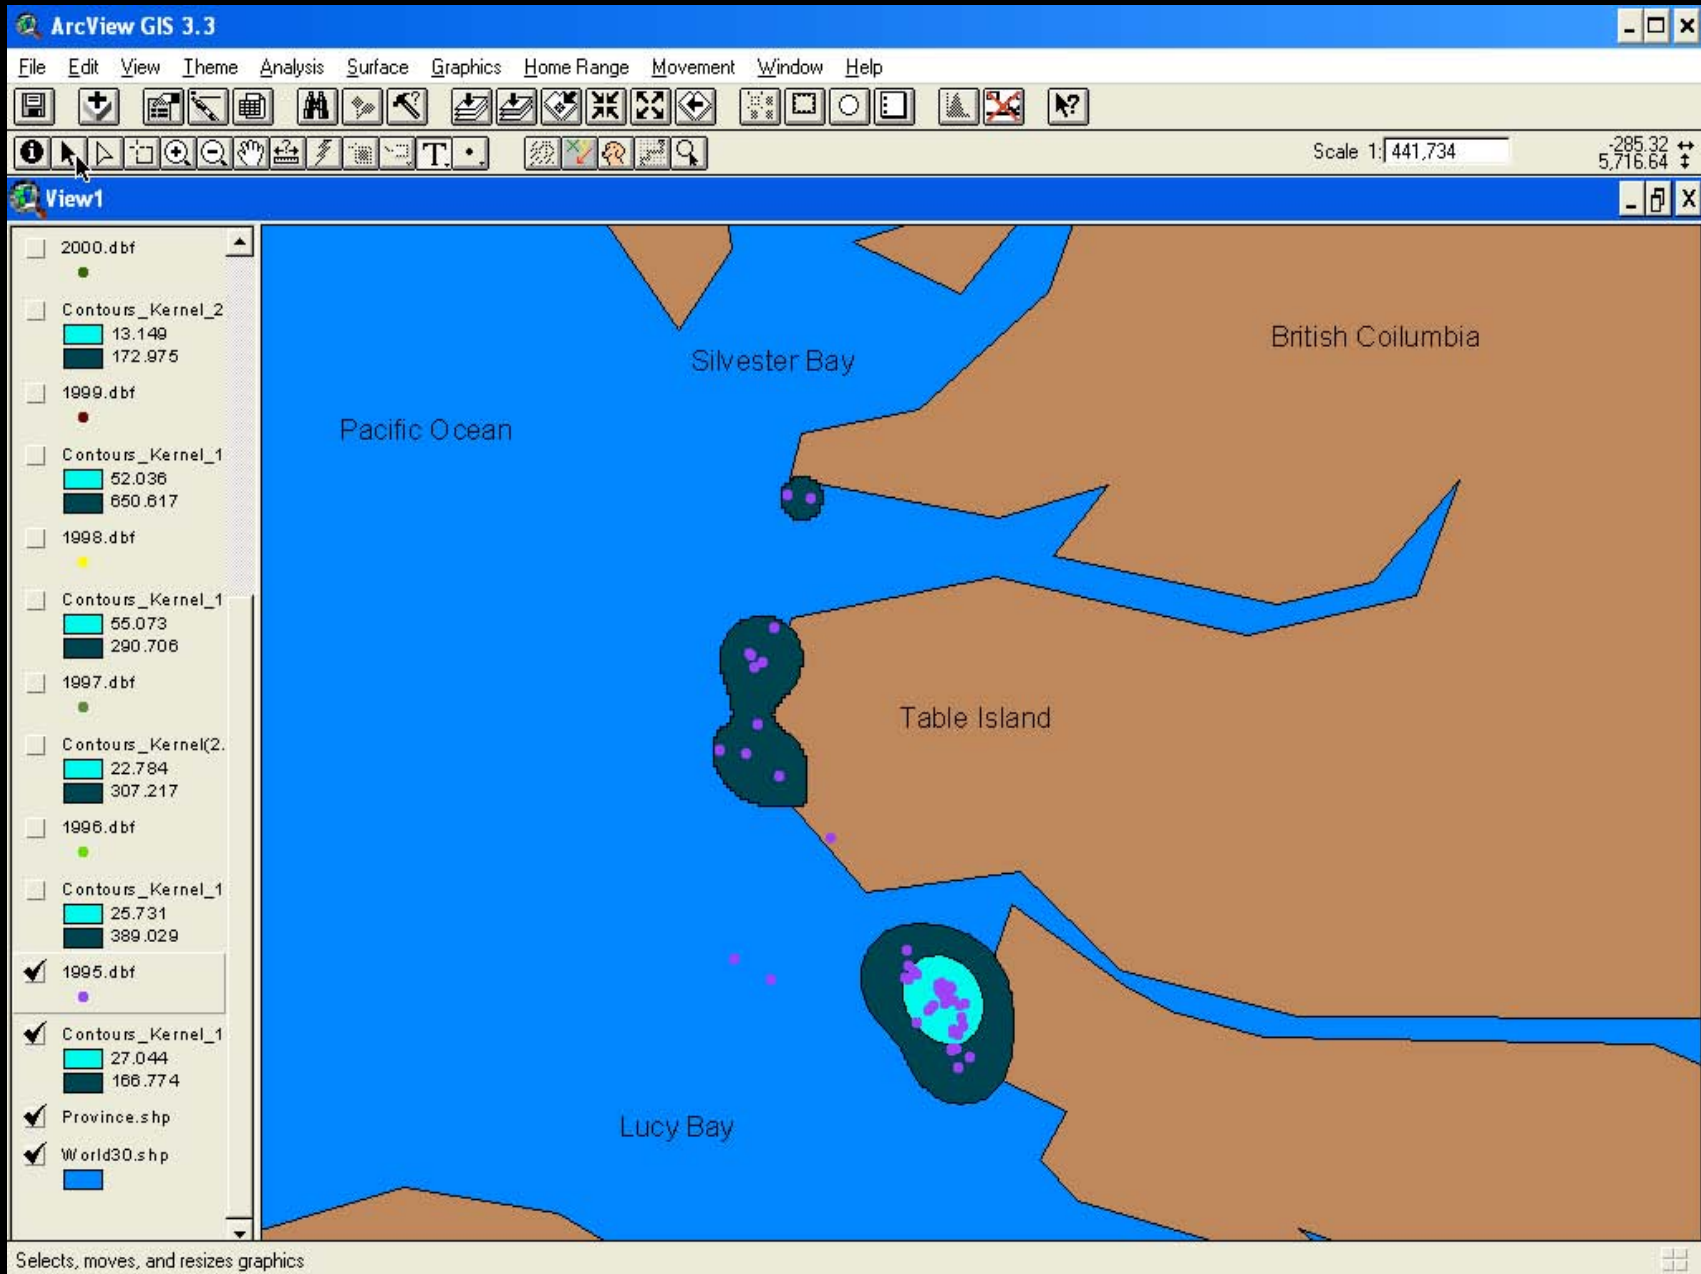 ArcView GIS 3.3
File Edit View Theme Analysis Surface Graphics Home Range Movement Window Help
Scale 1: 441,734
-285.32
5,716.64
View1
2000.dbf
Contours_Kernel_2
13.149
172.975
1999.dbf
Contours_Kernel_1
52.036
650.617
1998.dbf
Contours_Kernel_1
55.073
290.706
1997.dbf
Contours_Kernel(2.
22.784
307.217
1996.dbf
Contours_Kernel_1
25.731
389.029
1995.dbf
Contours_Kernel_1
27.044
166.774
Province.shp
World30.shp
British Coilumbia
Silvester Bay
Pacific Ocean
Table Island
Lucy Bay
Selects, moves, and resizes graphics